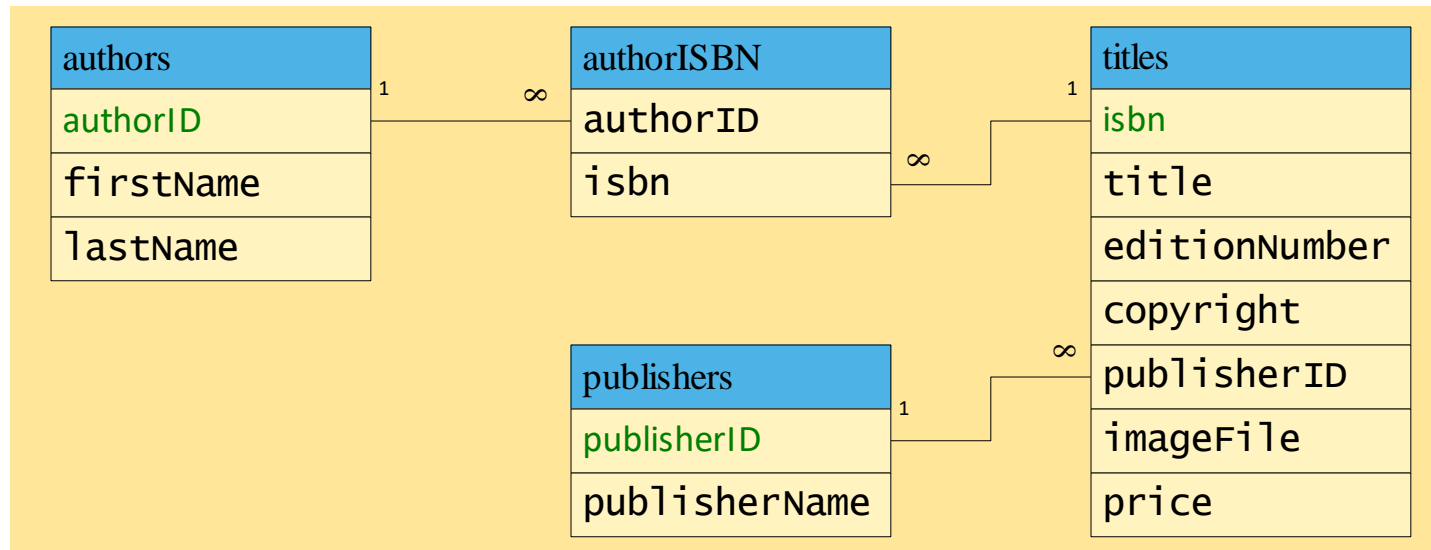 authors
authorID
firstName
lastName
1
∞
authorISBN
authorID
isbn
∞
1
titles
isbn
title
editionNumber
copyright
publisherID
imageFile
price
∞
publishers
publisherID
publisherName
1